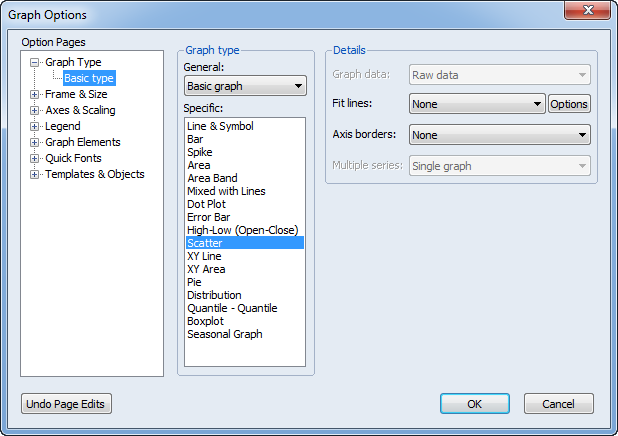 Graph Options
Option Pages
Graph Type
Basic type
Frame & Size
Axes & Scaling
Legend
Graph Elements
Quick Fonts
Templates & Objects
Graph type
General:
Basic graph
Specific:
Line & Symbol
Bar
Spike
Area
Area Band
Mixed with Lines
Dot Plot
Error Bar
High-Low (Open-Close)
Scatter
XY Line
XY Area
Pie
Distribution
Quantile - Quantile
Boxplot
Seasonal Graph
Details
Graph data: Raw data
Fit lines: None Options
Axis borders: None
Multiple series: Single graph
Undo Page Edits
OK
Cancel